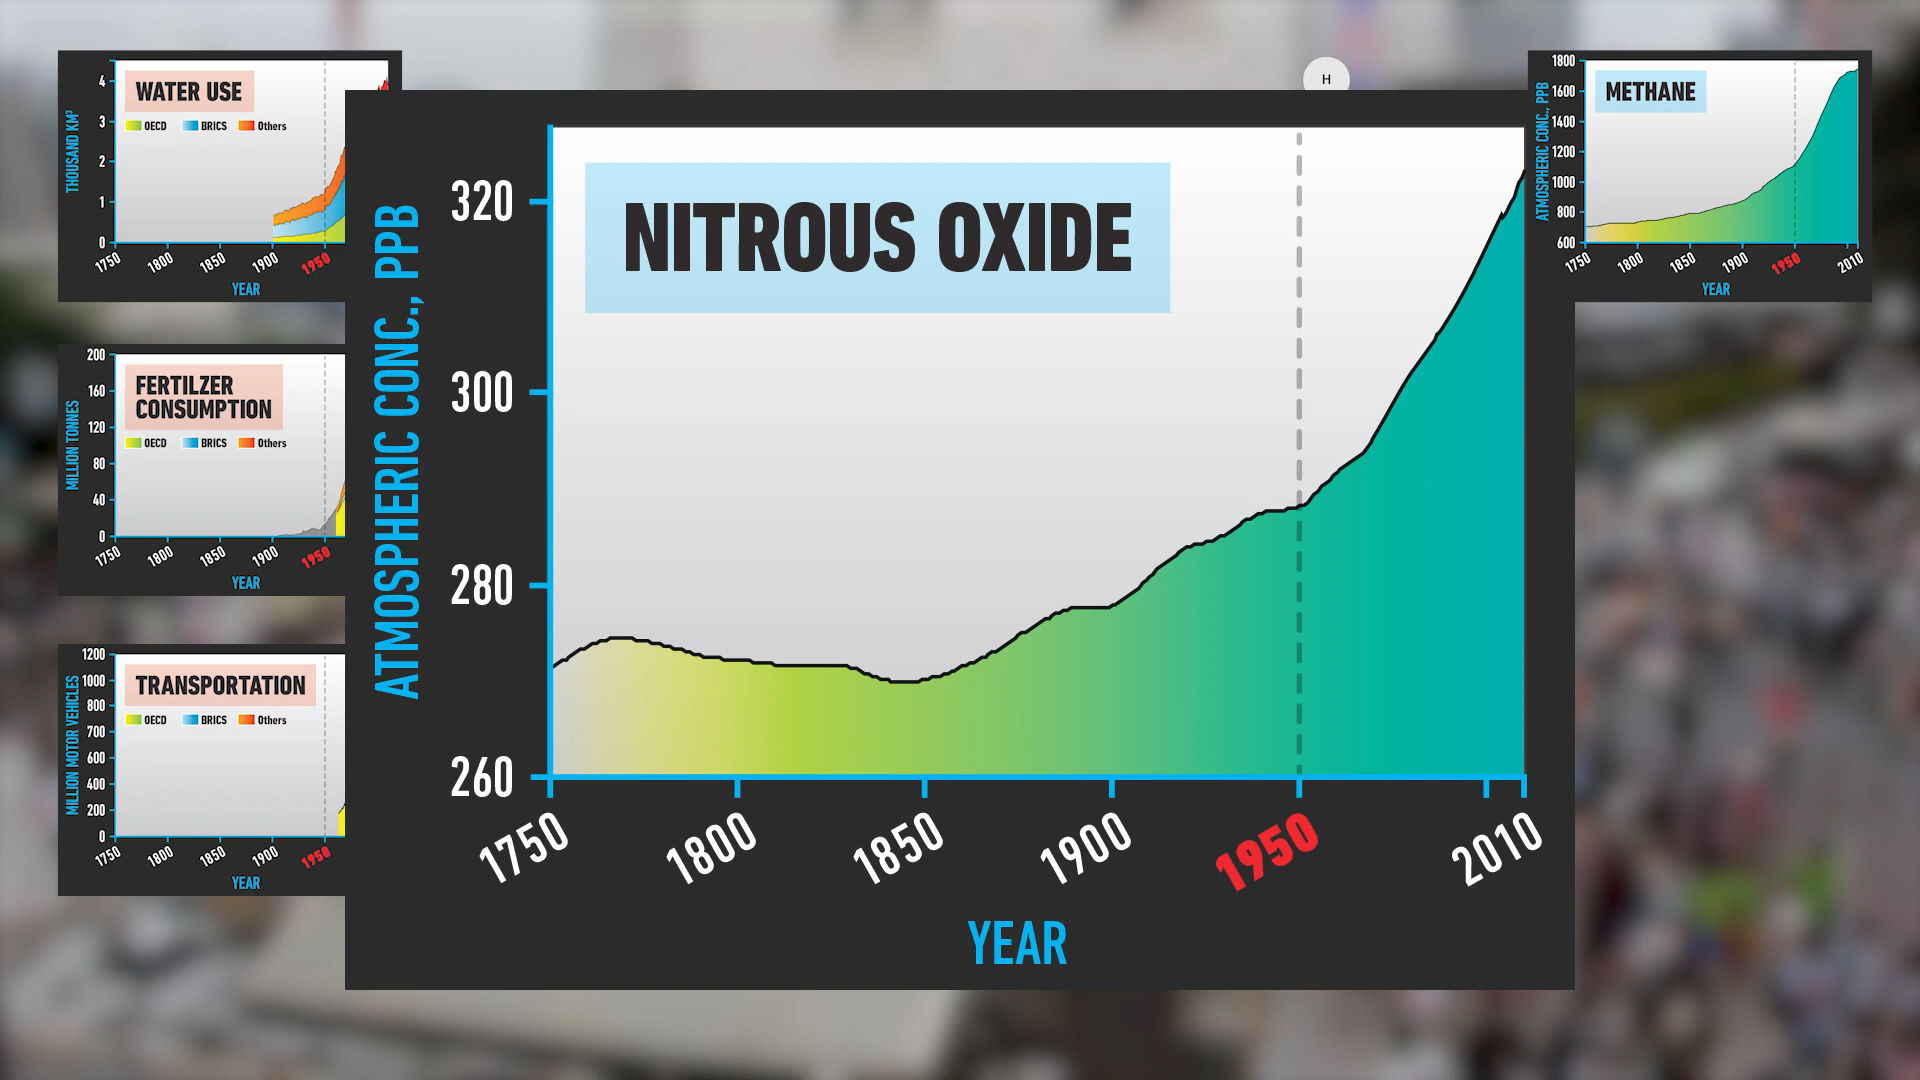 WATER USE
OECD BRICS Others
THOUSAND KM³
4
3
2
1
0
1750 1800 1850 1900 1950
YEAR
FERTILZER
CONSUMPTION
OECD BRICS Others
MILLION TONNES
200
160
120
80
40
0
1750 1800 1850 1900 1950
YEAR
TRANSPORTATION
OECD BRICS Others
MILLION MOTOR VEHICLES
1200
1000
800
700
600
400
200
0
1750 1800 1850 1900 1950
YEAR
H
NITROUS OXIDE
ATMOSPHERIC CONC., PPB
320
300
280
260
1750 1800 1850 1900 1950 2010
YEAR
METHANE
ATMOSPHERIC CONC., PPB
1800
1600
1400
1200
1000
800
600
1750 1800 1850 1900 1950 2010
YEAR